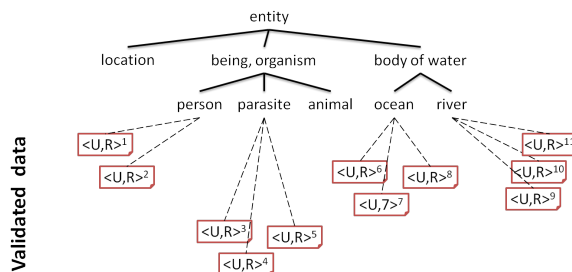 entity
location being, organism body of water
person parasite animal ocean river
<U,R>1
<U,R>2
<U,R>3
<U,R>4
<U,R>5
<U,R>6
<U,7>7
<U,R>8
<U,R>11
<U,R>10
<U,R>9
Validated data